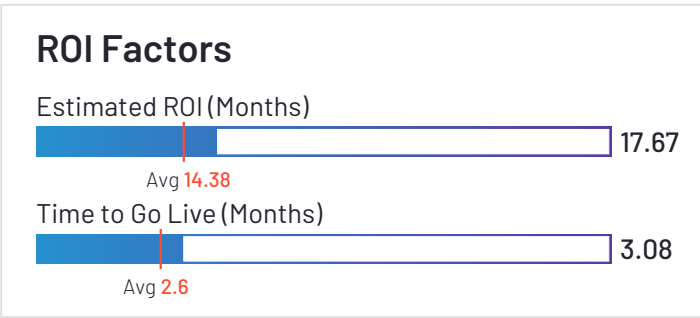 ROI Factors
Estimated ROI (Months)
17.67
Avg 14.38
Time to Go Live (Months)
3.08
Avg 2.6